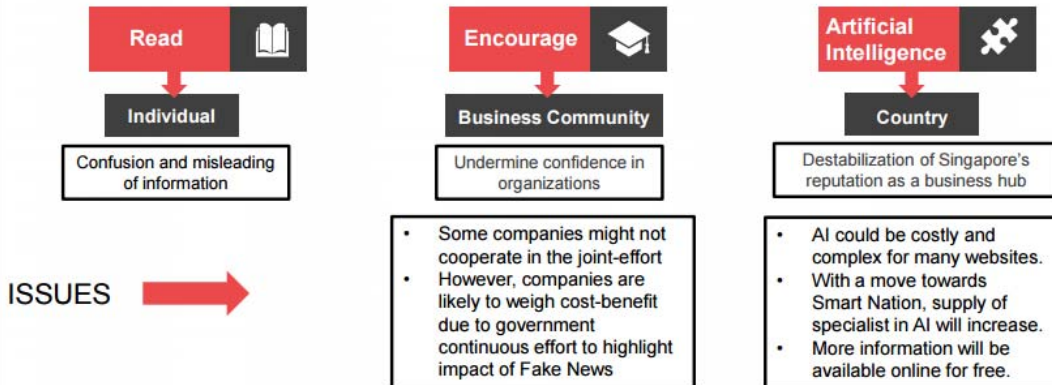 Read
Individual
Confusion and misleading
of information
Encourage
Business Community
Undermine confidence in
organizations
Artificial
Intelligence
Country
Destabilization of Singapore's
reputation as a business hub
ISSUES
• Some companies might not
cooperate in the joint-effort
• However, companies are
likely to weigh cost-benefit
due to government
continuous effort to highlight
impact of Fake News
• AI could be costly and
complex for many websites.
• With a move towards
Smart Nation, supply of
specialist in AI will increase.
• More information will be
available online for free.